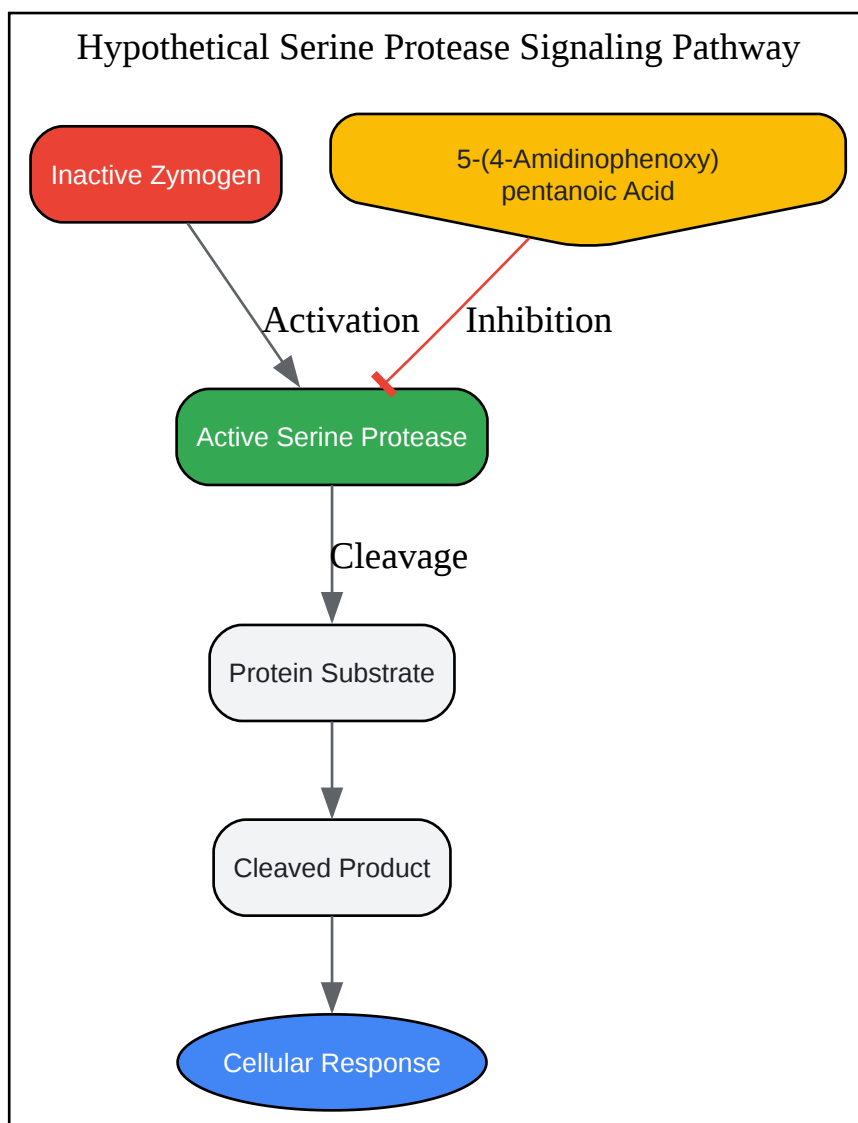 Hypothetical Serine Protease Signaling Pathway
Inactive Zymogen
5-(4-Amidinophenoxy)
pentanoic Acid
Activation
Inhibition
Active Serine Protease
Cleavage
Protein Substrate
Cleaved Product
Cellular Response